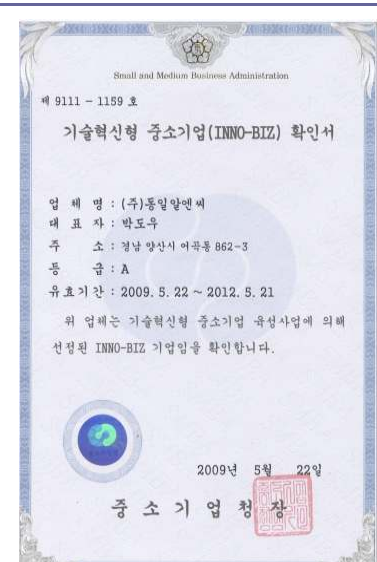 Small and Medium Business Administration
제 9111 - 1159 호
기술혁신형 중소기업(INNO-BIZ) 확인서
업 체 명 : (주)동일알앤씨
대 표 자 : 박도우
주 소 : 경남 양산시 어곡동 862-3
등 급 : A
유효기간 : 2009. 5. 22 ~ 2012. 5. 21
위 업체는 기술혁신형 중소기업 육성사업에 의해
선정된 INNO-BIZ 기업임을 확인합니다.
2009년 5월 22일
중 소 기 업 청 장